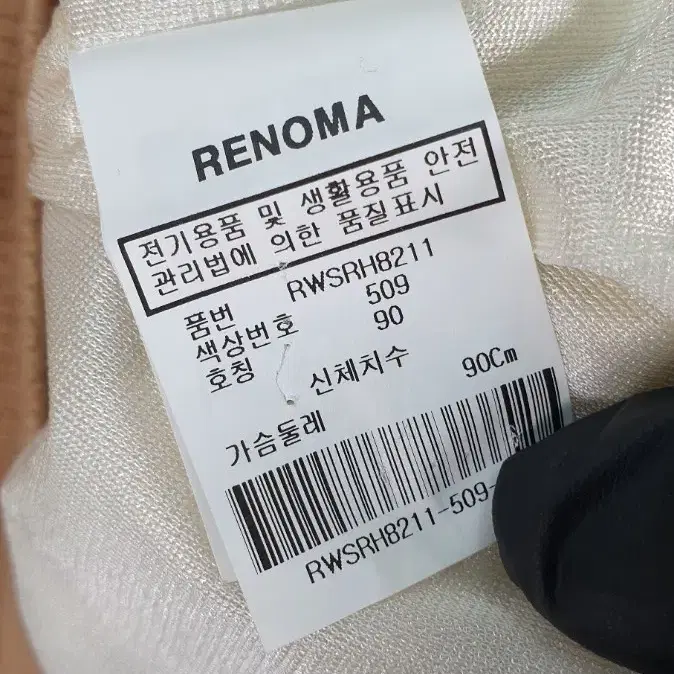 RENOMA
전기용품 및 생활용품 안전
관리법에 의한 품질표시
품번 RWSRH8211
색상번호 509
호칭 90
신체치수
가슴둘레 90Cm
RWSRH8211-509-